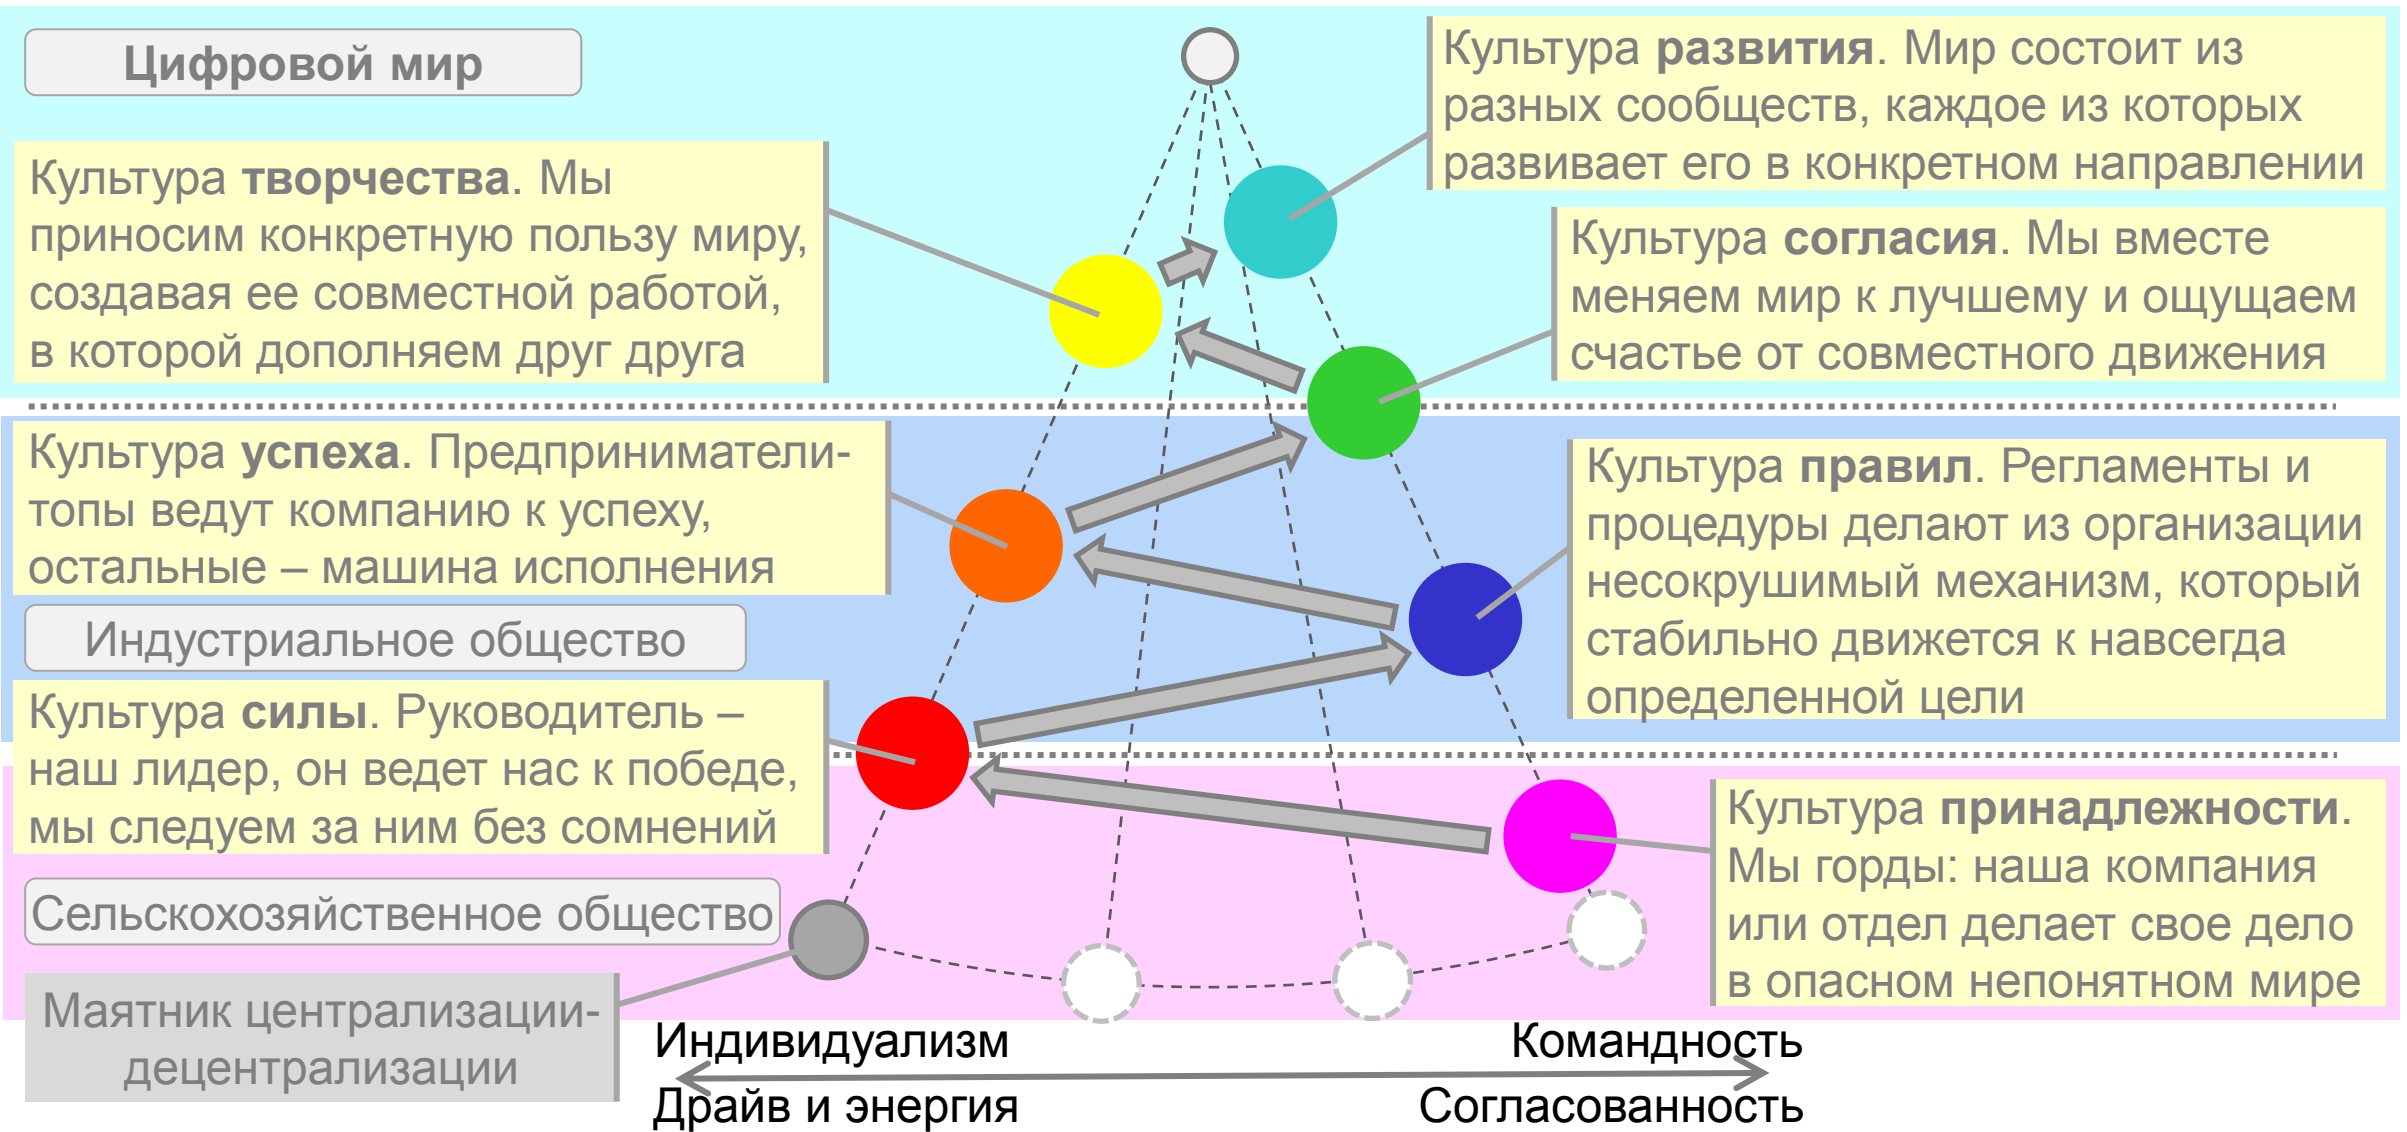 Цифровой мир
Культура творчества. Мы
приносим конкретную пользу миру,
создавая ее совместной работой,
в которой дополняем друг друга
Культура развития. Мир состоит из
разных сообществ, каждое из которых
развивает его в конкретном направлении
Культура согласия. Мы вместе
меняем мир к лучшему и ощущаем
счастье от совместного движения
Культура успеха. Предприниматели-
топы ведут компанию к успеху,
остальные – машина исполнения
Индустриальное общество
Культура правил. Регламенты и
процедуры делают из организации
несокрушимый механизм, который
стабильно движется к навсегда
определенной цели
Культура силы. Руководитель –
наш лидер, он ведет нас к победе,
мы следуем за ним без сомнений
Сельскохозяйственное общество
Культура принадлежности.
Мы горды: наша компания
или отдел делает свое дело
в опасном непонятном мире
Маятник централизации-
децентрализации
Индивидуализм
Командность
Драйв и энергия
Согласованность